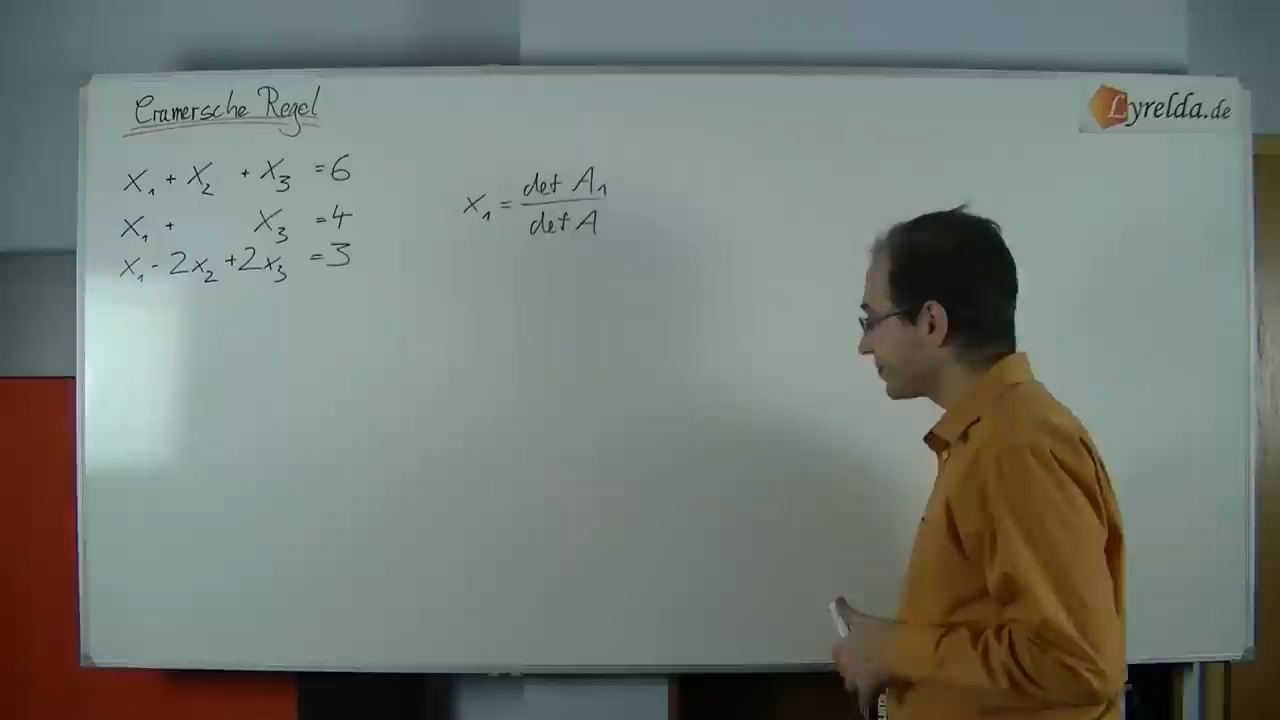 Cramersche Regel
Lyrelda.de
x₁ + x₂ + x₃ = 6
x₁ + x₃ = 4
x₁ - 2x₂ + 2x₃ = 3
x₁ = det A₁ / det A